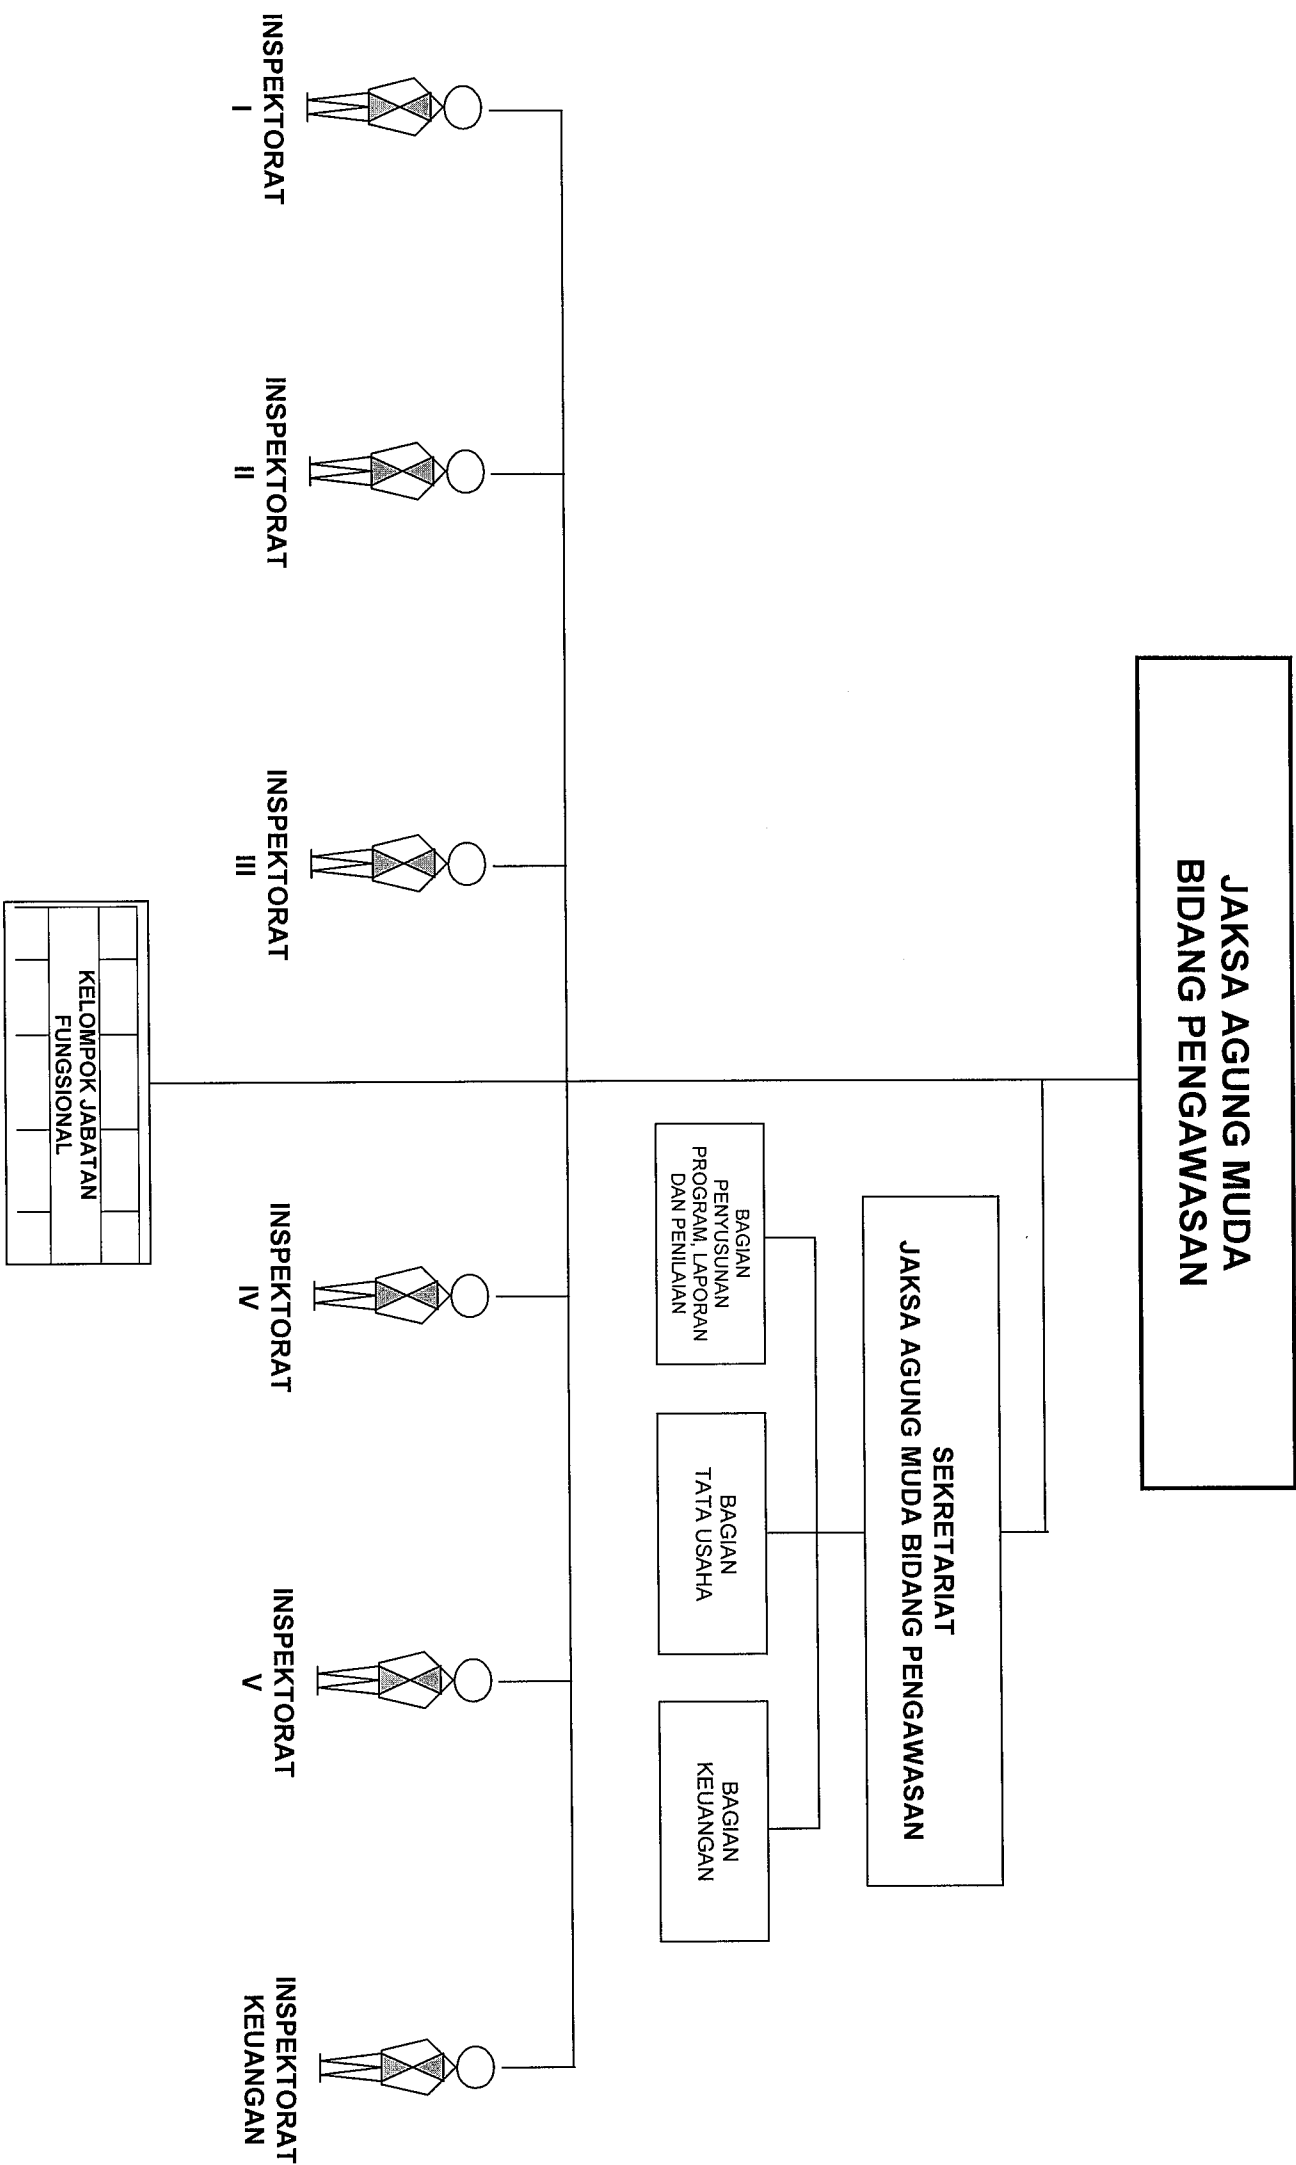 JAKSA AGUNG MUDA
BIDANG PENGAWASAN
SEKRETARIAT
JAKSA AGUNG MUDA BIDANG PENGAWASAN
BAGIAN
PENYUSUNAN
PROGRAM, LAPORAN
DAN PENILAIAN
BAGIAN
TATA USAHA
BAGIAN
KEUANGAN
INSPEKTORAT
I
INSPEKTORAT
II
INSPEKTORAT
III
INSPEKTORAT
IV
INSPEKTORAT
V
INSPEKTORAT
KEUANGAN
KELOMPOK JABATAN
FUNGSIONAL